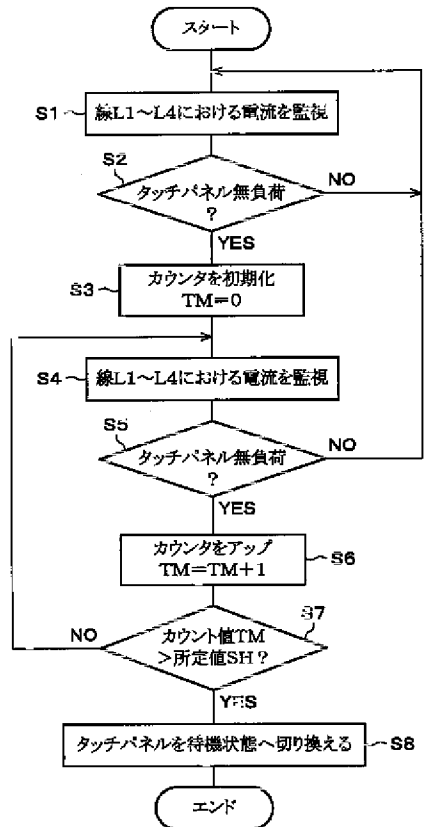 スタート
S1
線L1～L4における電流を監視
S2
タッチパネル無負荷
?
NO
YES
S3
カウンタを初期化
TM=0
S4
線L1～L4における電流を監視
S5
タッチパネル無負荷
?
NO
YES
カウンタをアップ
TM=TM+1
S6
S7
NO
カウント値TM
>所定値SH?
YES
タッチパネルを待機状態へ切り換える
S8
エンド